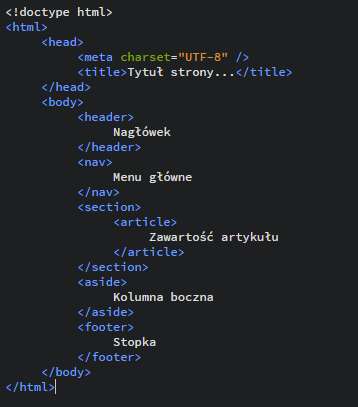 <!doctype html>
<html>
<head>
<meta charset="UTF-8" />
<title>Tytuł strony...</title>
</head>
<body>
<header>
Nagłówek
</header>
<nav>
Menu główne
</nav>
<section>
<article>
Zawartość artykułu
</article>
</section>
<aside>
Kolumna boczna
</aside>
<footer>
Stopka
</footer>
</body>
</html>